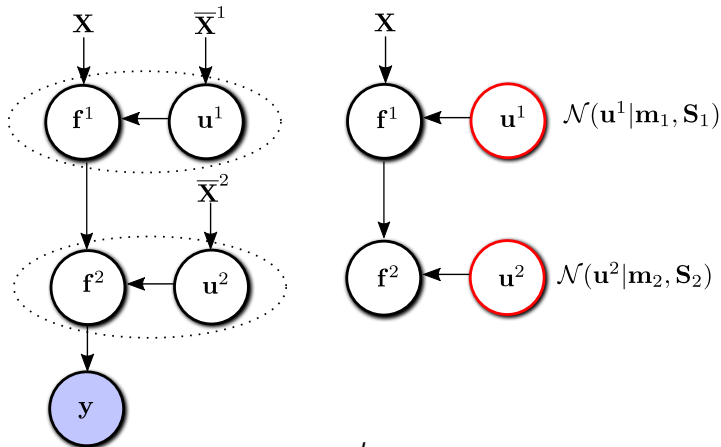 X
X̅¹
X
f¹
u¹
f¹
u¹
𝒩(u¹|m₁, S₁)
X̅²
f²
u²
f²
u²
𝒩(u²|m₂, S₂)
y